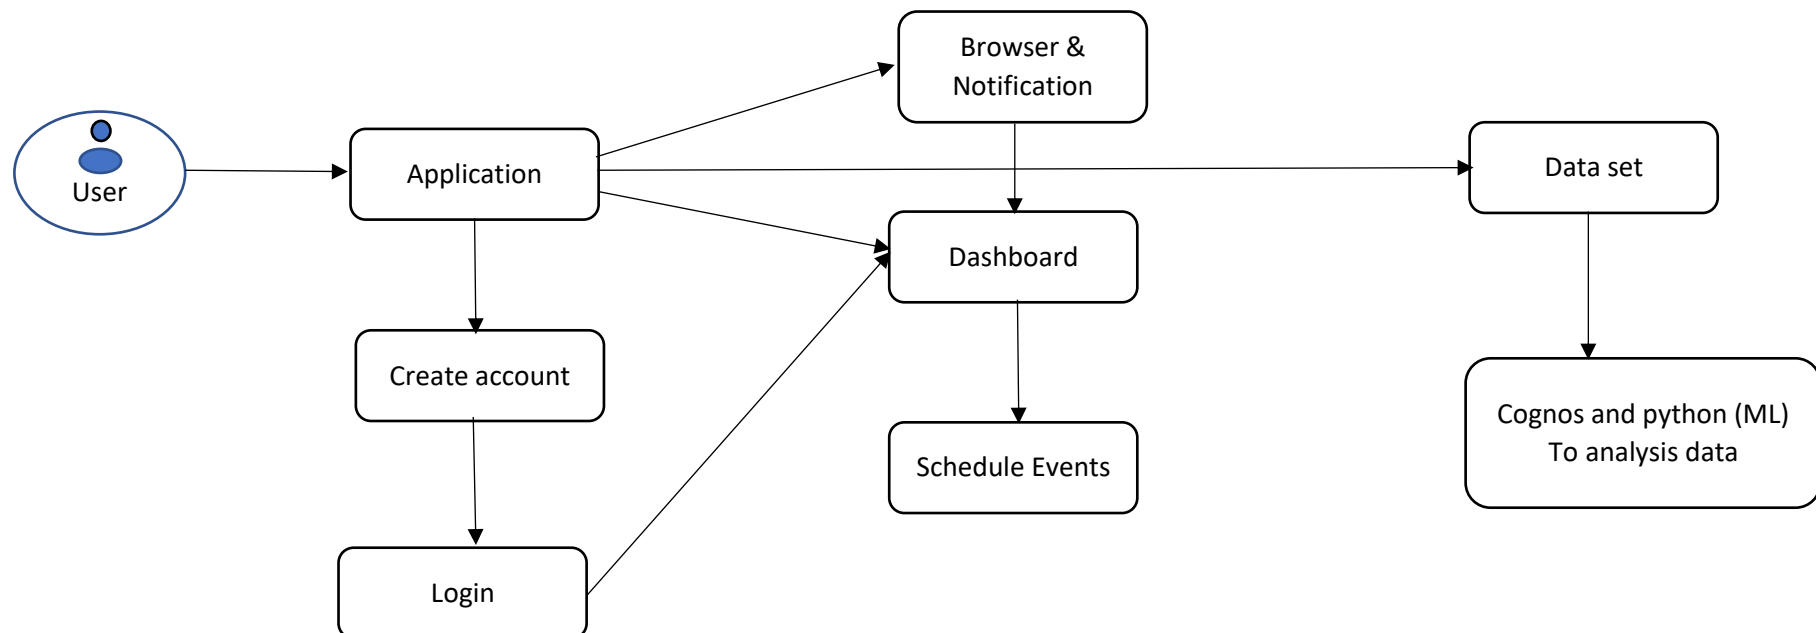 Browser &
Notification
User
Application
Data set
Dashboard
Create account
Cognos and python (ML)
To analysis data
Schedule Events
Login